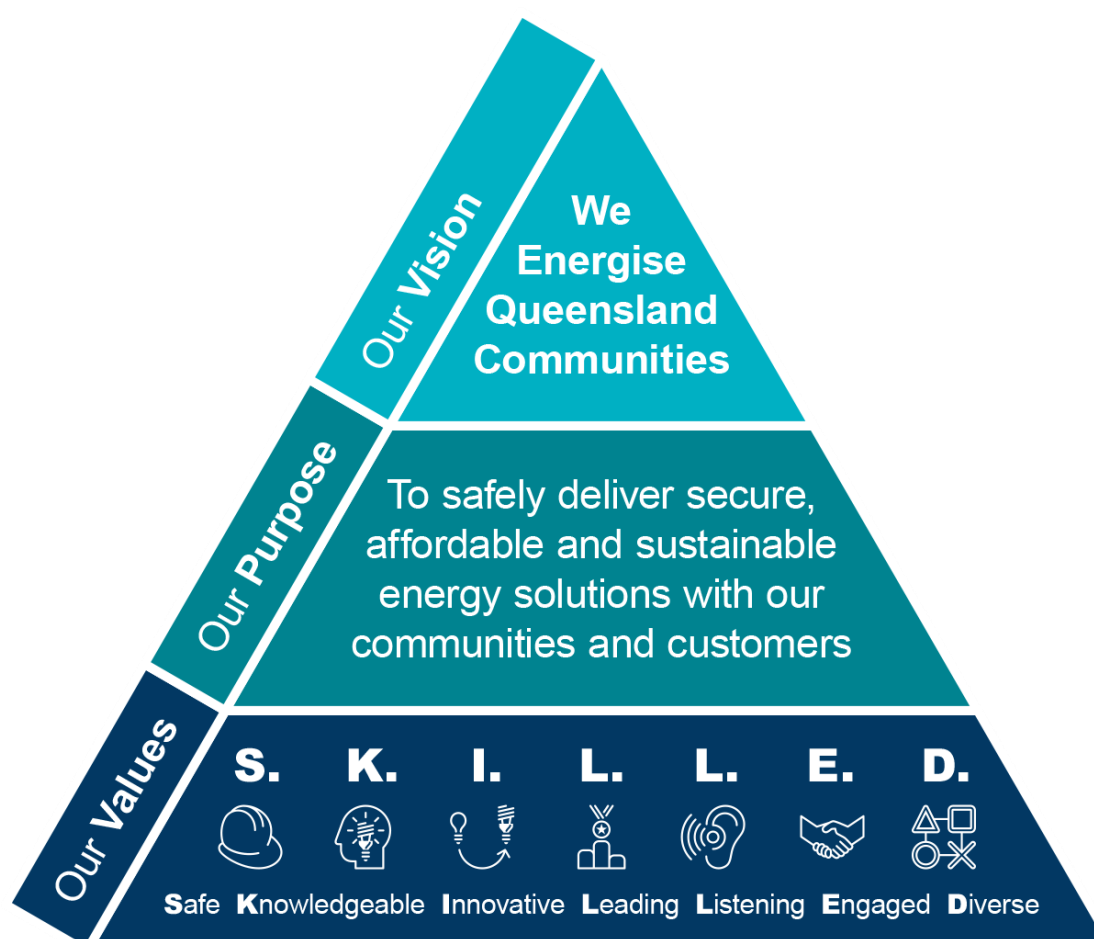 Our Vision
We
Energise
Queensland
Communities
Our Purpose
To safely deliver secure,
affordable and sustainable
energy solutions with our
communities and customers
Our Values
S. K. I. L. L. E. D.
Safe Knowledgeable Innovative Leading Listening Engaged Diverse